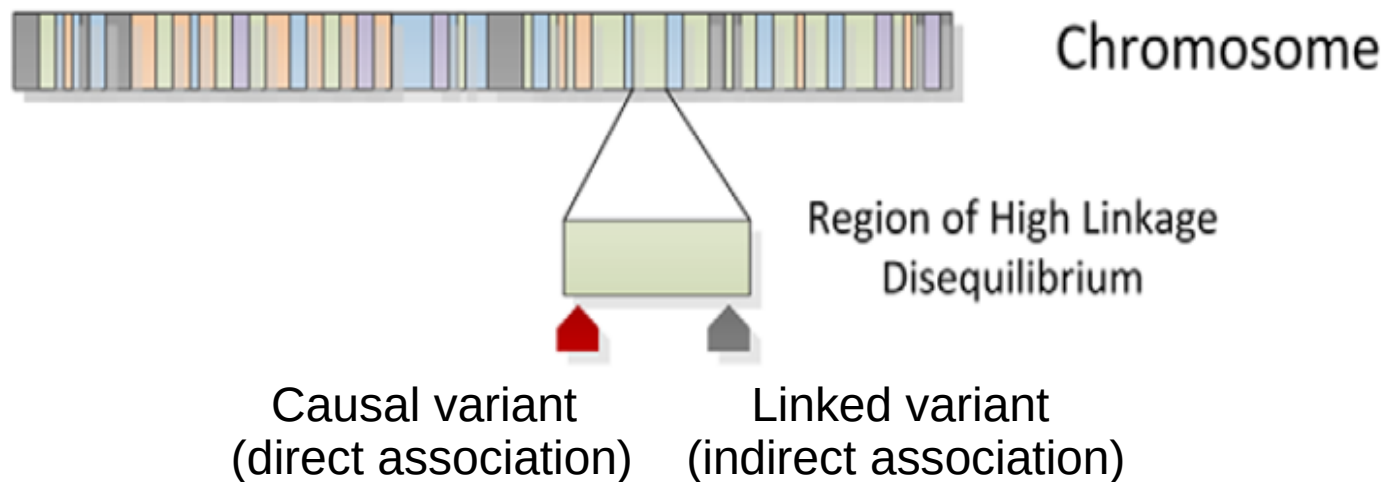 Chromosome
Region of High Linkage
Disequilibrium
Causal variant
(direct association)
Linked variant
(indirect association)